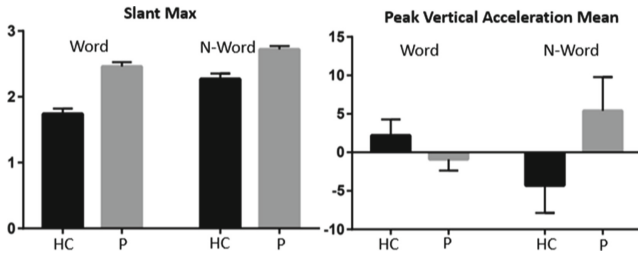 Slant Max
3
2
1
0
Word
N-Word
HC
P
HC
P
Peak Vertical Acceleration Mean
15
10
5
0
-5
-10
Word
N-Word
HC
P
HC
P